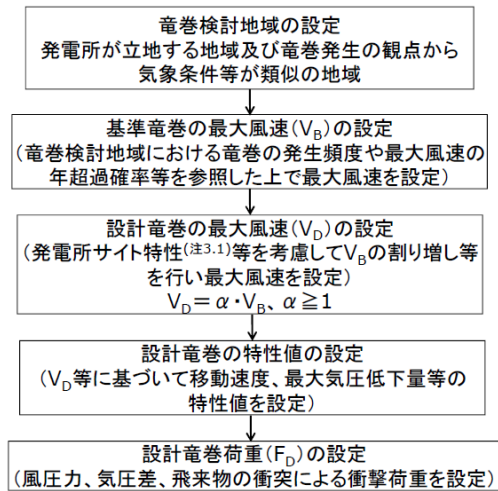 竜巻検討地域の設定
発電所が立地する地域及び竜巻発生の観点から
気象条件等が類似の地域
基準竜巻の最大風速(VB)の設定
(竜巻検討地域における竜巻の発生頻度や最大風速の
年超過確率等を参照した上で最大風速を設定)
設計竜巻の最大風速(VD)の設定
(発電所サイト特性(注3.1)等を考慮してVBの割り増し等
を行い最大風速を設定)
VD=α・VB、α≧1
設計竜巻の特性値の設定
(VD等に基づいて移動速度、最大気圧低下量等の
特性値を設定)
設計竜巻荷重(FD)の設定
(風圧力、気圧差、飛来物の衝突による衝撃荷重を設定)